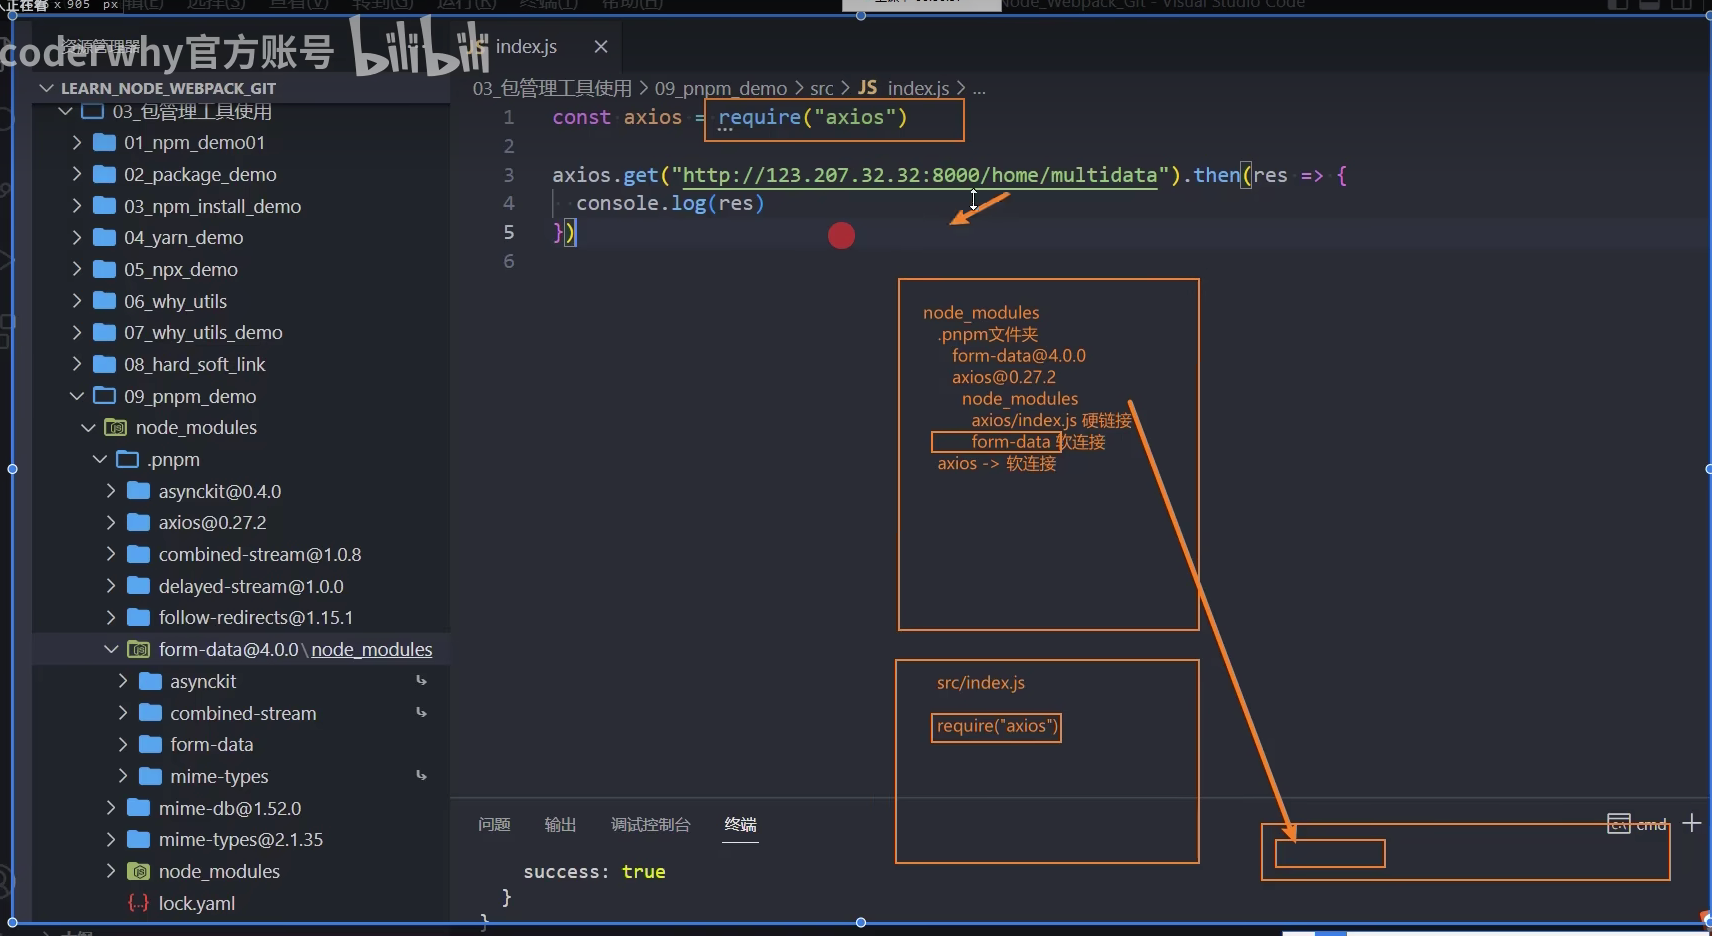 x 905 px
Node_Webpack_Git - Visual Studio Code
coderwhy官方账号 bilibili
资源管理器
index.js
LEARN_NODE_WEBPACK_GIT
03_包管理工具使用
01_npm_demo01
02_package_demo
03_npm_install_demo
04_yarn_demo
05_npx_demo
06_why_utils
07_why_utils_demo
08_hard_soft_link
09_pnpm_demo
node_modules
.pnpm
asynckit@0.4.0
axios@0.27.2
combined-stream@1.0.8
delayed-stream@1.0.0
follow-redirects@1.15.1
form-data@4.0.0\node_modules
asynckit
combined-stream
form-data
mime-types
mime-db@1.52.0
mime-types@2.1.35
node_modules
lock.yaml
03_包管理工具使用 > 09_pnpm_demo > src > JS index.js > ...
1 const axios = require("axios")
2
3 axios.get("http://123.207.32.32:8000/home/multidata").then(res => {
4 console.log(res)
5 })
6
node_modules
.pnpm文件夹
form-data@4.0.0
axios@0.27.2
node_modules
axios/index.js 硬链接
form-data 软连接
axios -> 软连接
src/index.js
require("axios")
问题 输出 调试控制台 终端
cmd
success: true
}
}